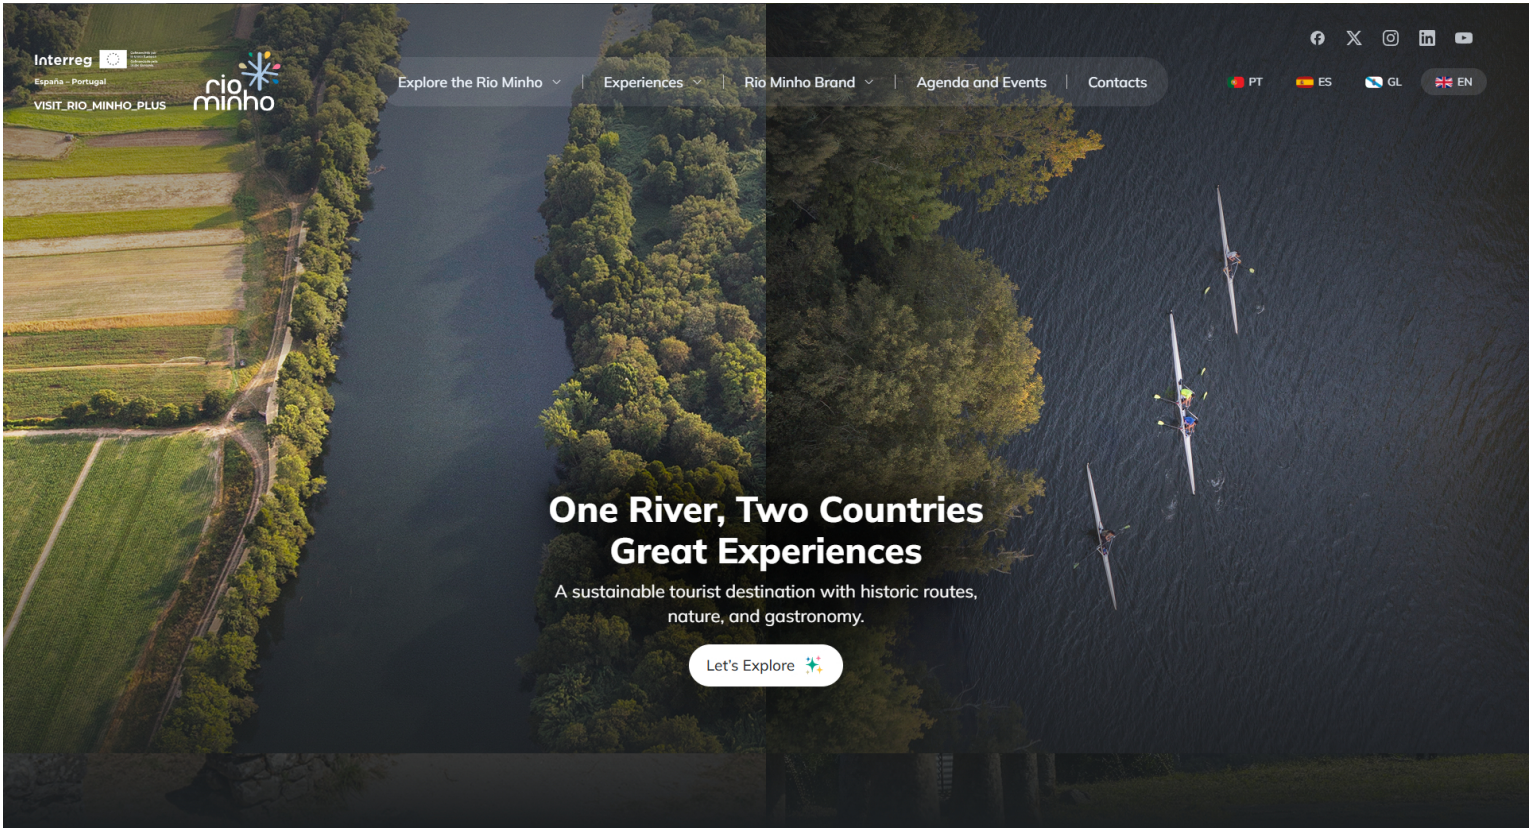 Interreg
España - Portugal
VISIT_RIO_MINHO_PLUS
rio
minho
Explore the Rio Minho
Experiences
Rio Minho Brand
Agenda and Events
Contacts
PT
ES
GL
EN
One River, Two Countries
Great Experiences
A sustainable tourist destination with historic routes,
nature, and gastronomy.
Let's Explore